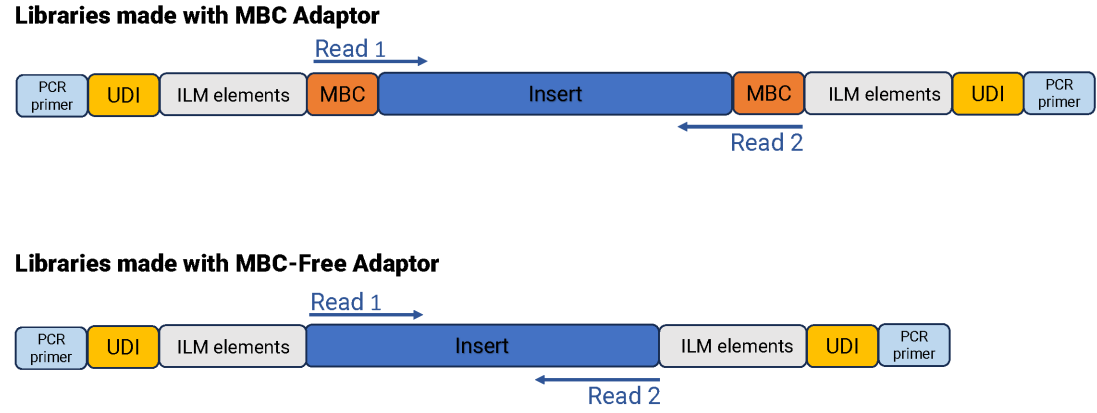 Libraries made with MBC Adaptor
Read 1
PCR primer UDI ILM elements MBC Insert MBC ILM elements UDI PCR primer
Read 2
Libraries made with MBC-Free Adaptor
Read 1
PCR primer UDI ILM elements Insert ILM elements UDI PCR primer
Read 2